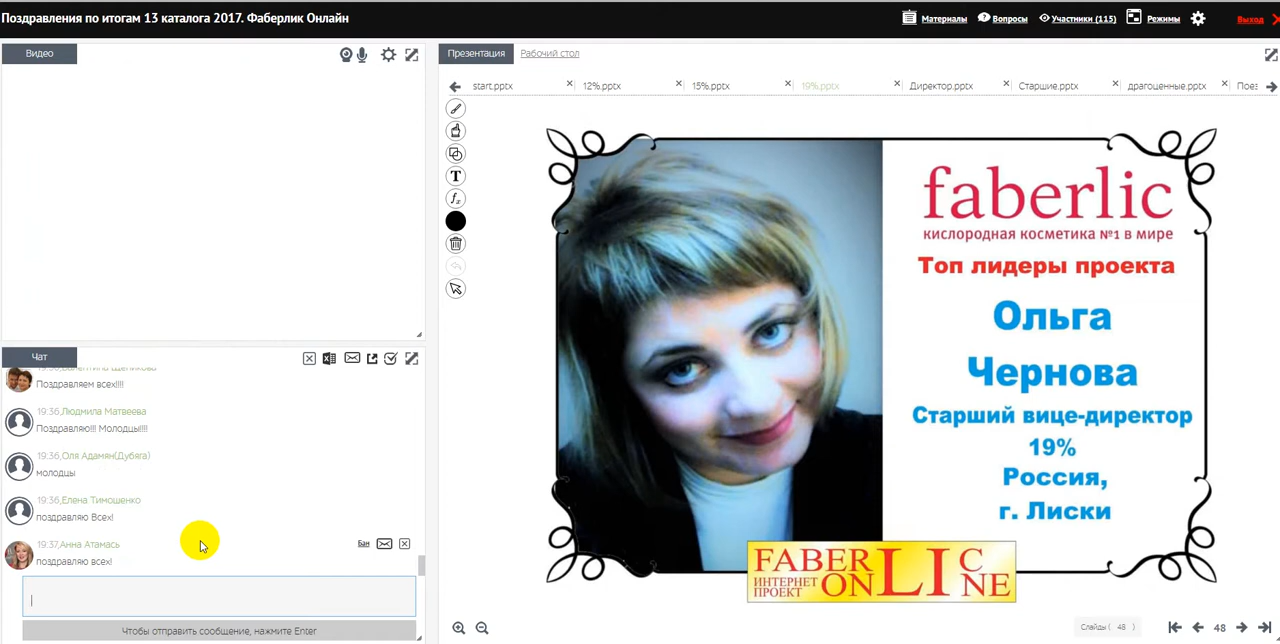 Поздравления по итогам 13 каталога 2017. Фаберлик Онлайн
Материалы Вопросы Участники (115) Режимы Выход
Видео
Презентация Рабочий стол
start.pptx 12%.pptx 15%.pptx 19%.pptx Директор.pptx Старшие.pptx драгоценные.pptx Поез
T
fx
faberlic
кислородная косметика №1 в мире
Топ лидеры проекта
Ольга
Чернова
Старший вице-директор
19%
Россия,
г. Лиски
FABERLIC
ИНТЕРНЕТ ПРОЕКТ ONLINE
Чат
Поздравляем всех!!!!
19:36,Людмила Матвеева
Поздравляю!!! Молодцы!!!!
19:36,Оля Адамян(Дубяга)
молодцы
19:36,Елена Тимошенко
поздравляю Всех!
19:37,Анна Атамась
Бан
поздравляю всех!
Чтобы отправить сообщение, нажмите Enter
Слайды ( 48 ) 48